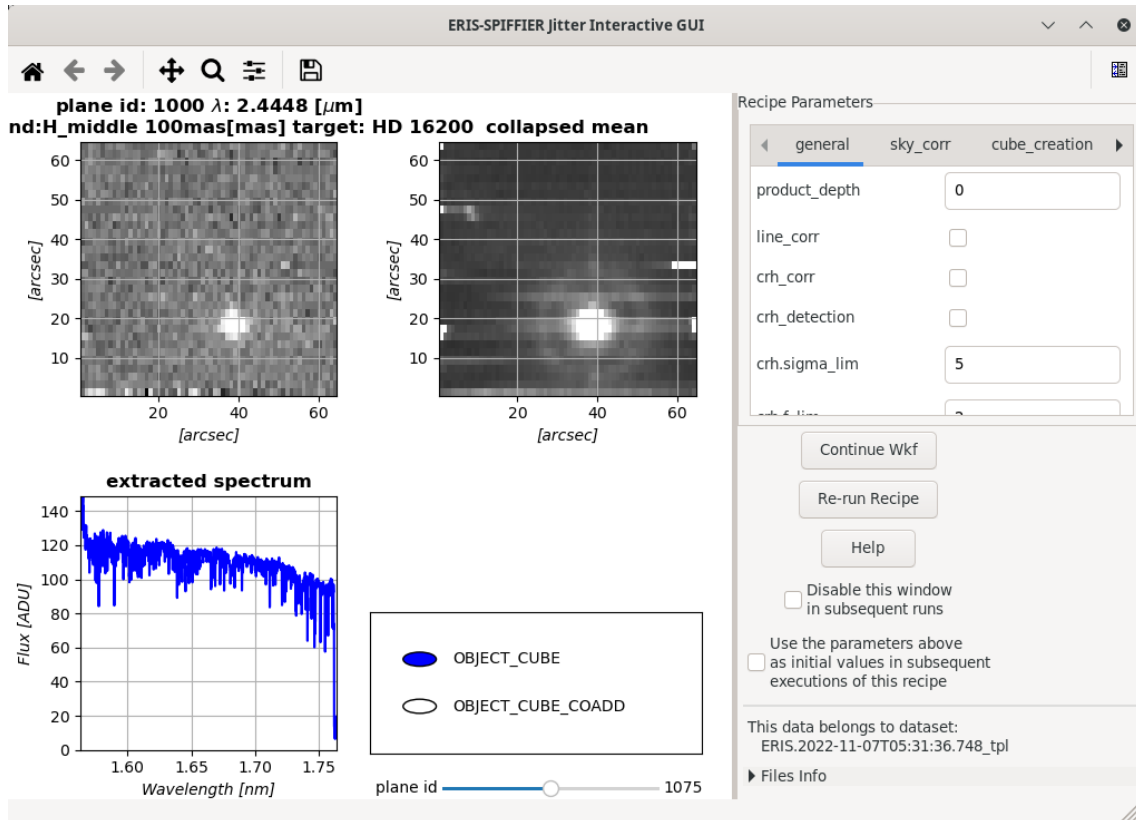 ERIS-SPIFFIER Jitter Interactive GUI
plane id: 1000 λ: 2.4448 [μm]
nd:H_middle 100mas[mas] target: HD 16200 collapsed mean
60
50
40
30
20
10
[arcsec]
20 40 60
[arcsec]
60
50
40
30
20
10
[arcsec]
20 40 60
[arcsec]
extracted spectrum
140
120
100
80
60
40
20
0
Flux [ADU]
1.60 1.65 1.70 1.75
Wavelength [nm]
OBJECT_CUBE
OBJECT_CUBE_COADD
plane id 1075
Recipe Parameters
general sky_corr cube_creation
product_depth 0
line_corr
crh_corr
crh_detection
crh.sigma_lim 5
Continue Wkf
Re-run Recipe
Help
Disable this window
in subsequent runs
Use the parameters above
as initial values in subsequent
executions of this recipe
This data belongs to dataset:
ERIS.2022-11-07T05:31:36.748_tpl
Files Info